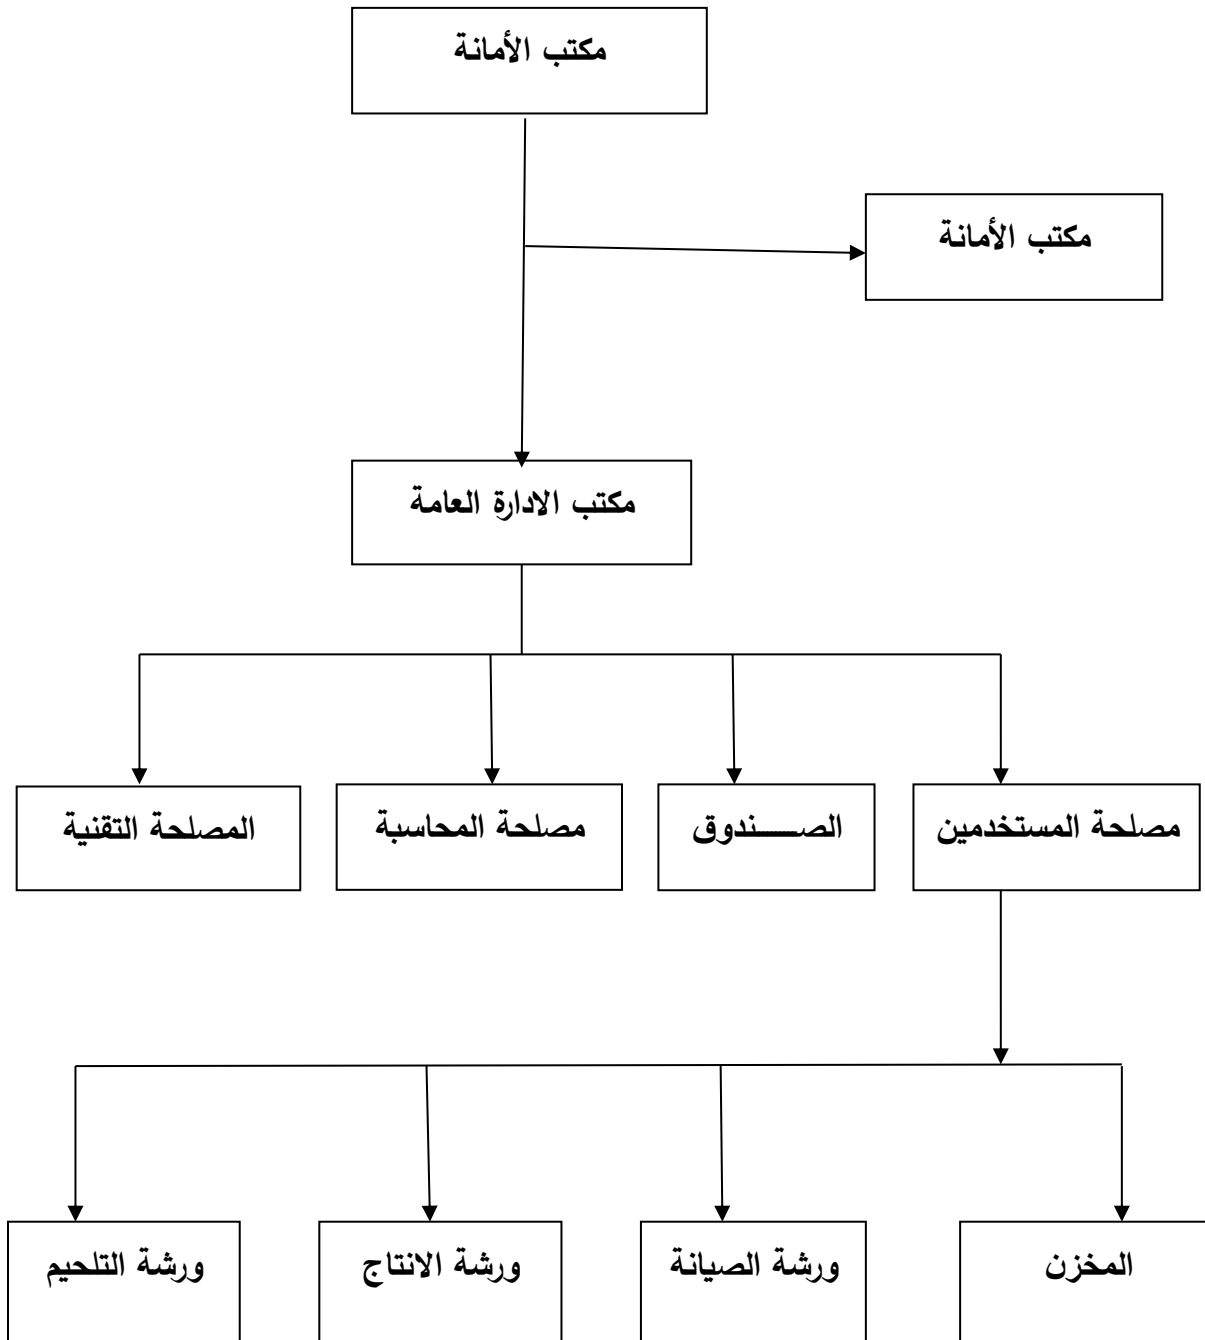 مكتب الأمانة
مكتب الأمانة
مكتب الادارة العامة
مصلحة المستخدمين
الصـــــندوق
مصلحة المحاسبة
المصلحة التقنية
المخزن
ورشة الصيانة
ورشة الانتاج
ورشة التلحيم